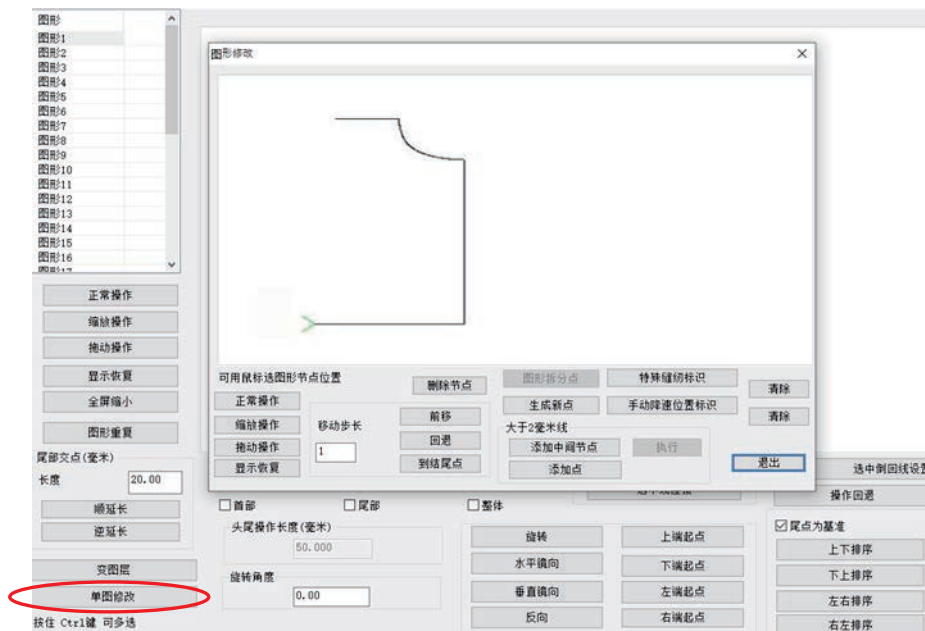 图形
图形1
图形2
图形3
图形4
图形5
图形6
图形7
图形8
图形9
图形10
图形11
图形12
图形13
图形14
图形15
图形16
图形17
正常操作
缩放操作
拖动操作
显示恢复
全屏缩小
图形重复
尾部交点(毫米)
长度
20.00
顺延长
逆延长
变图层
单图修改
按住 Ctrl键 可多选
图形修改
可用鼠标选图形节点位置
正常操作
缩放操作
拖动操作
显示恢复
移动步长
1
删除节点
前移
回退
到结尾点
图形拆分点
生成新点
特殊缝纫标识
手动降速位置标识
清除
清除
大于2毫米线
添加中间节点
执行
添加点
退出
首部
尾部
整体
头尾操作长度(毫米)
50.000
旋转角度
0.00
旋转
上端起点
水平镜向
下端起点
垂直镜向
左端起点
反向
右端起点
选中倒回线设置
操作回退
尾点为基准
上下排序
下上排序
左右排序
右左排序